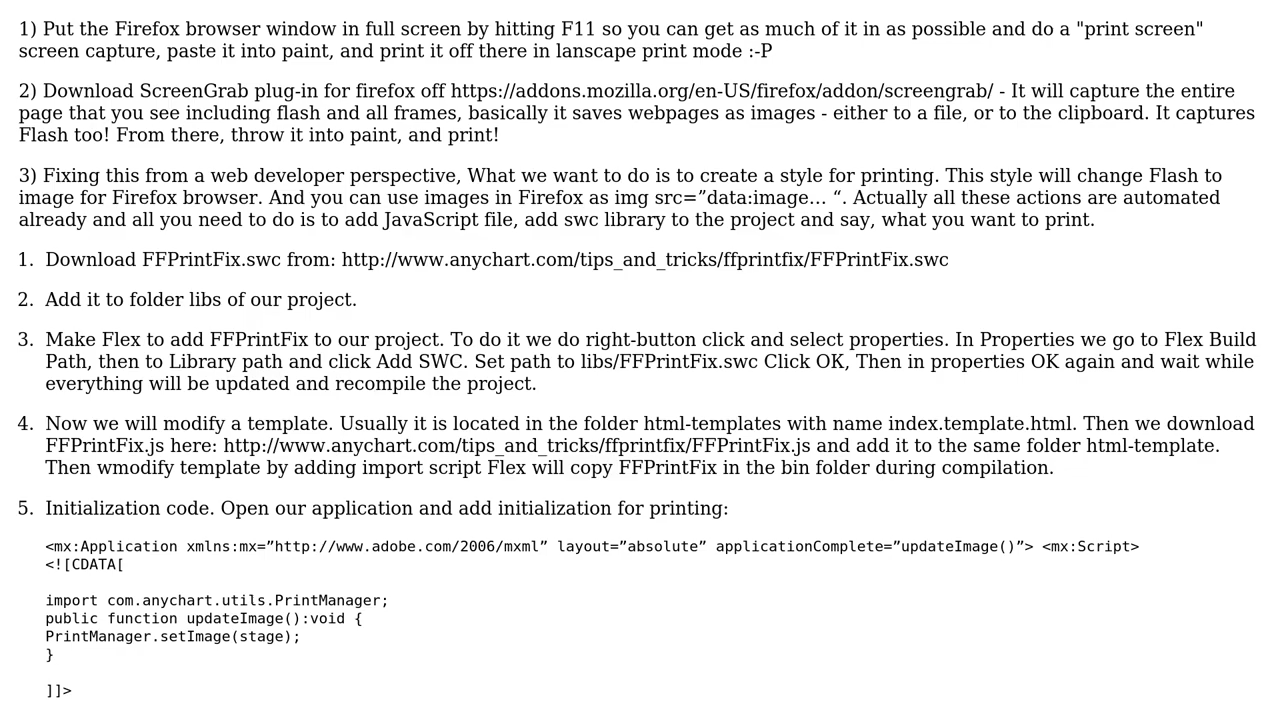 1) Put the Firefox browser window in full screen by hitting F11 so you can get as much of it in as possible and do a "print screen"
screen capture, paste it into paint, and print it off there in lanscape print mode :-P
2) Download ScreenGrab plug-in for firefox off https://addons.mozilla.org/en-US/firefox/addon/screengrab/ - It will capture the entire
page that you see including flash and all frames, basically it saves webpages as images - either to a file, or to the clipboard. It captures
Flash too! From there, throw it into paint, and print!
3) Fixing this from a web developer perspective, What we want to do is to create a style for printing. This style will change Flash to
image for Firefox browser. And you can use images in Firefox as img src=”data:image… “. Actually all these actions are automated
already and all you need to do is to add JavaScript file, add swc library to the project and say, what you want to print.
1. Download FFPrintFix.swc from: http://www.anychart.com/tips_and_tricks/ffprintfix/FFPrintFix.swc
2. Add it to folder libs of our project.
3. Make Flex to add FFPrintFix to our project. To do it we do right-button click and select properties. In Properties we go to Flex Build
Path, then to Library path and click Add SWC. Set path to libs/FFPrintFix.swc Click OK, Then in properties OK again and wait while
everything will be updated and recompile the project.
4. Now we will modify a template. Usually it is located in the folder html-templates with name index.template.html. Then we download
FFPrintFix.js here: http://www.anychart.com/tips_and_tricks/ffprintfix/FFPrintFix.js and add it to the same folder html-template.
Then wmodify template by adding import script Flex will copy FFPrintFix in the bin folder during compilation.
5. Initialization code. Open our application and add initialization for printing:
<mx:Application xmlns:mx=”http://www.adobe.com/2006/mxml” layout=”absolute” applicationComplete=”updateImage()”> <mx:Script>
<![CDATA[
import com.anychart.utils.PrintManager;
public function updateImage():void {
PrintManager.setImage(stage);
}
]]>